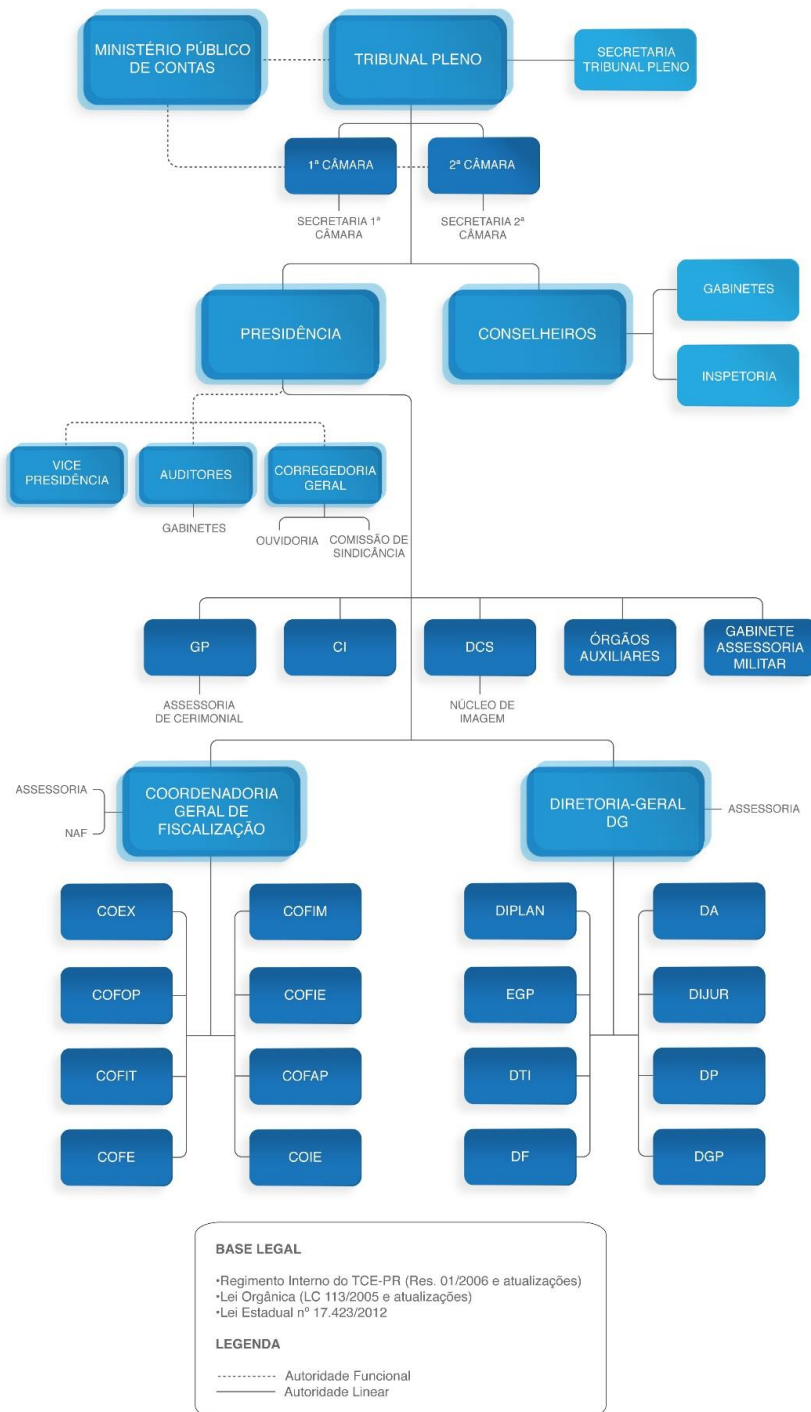 MINISTÉRIO PÚBLICO
DE CONTAS
TRIBUNAL PLENO
SECRETARIA
TRIBUNAL PLENO
1ª CÂMARA
2ª CÂMARA
SECRETARIA 1ª
CÂMARA
SECRETARIA 2ª
CÂMARA
PRESIDÊNCIA
CONSELHEIROS
GABINETES
INSPETORIA
VICE
PRESIDÊNCIA
AUDITORES
CORREGEDORIA
GERAL
GABINETES
OUVIDORIA
COMISSÃO DE
SINDICÂNCIA
GP
CI
DCS
ÓRGÃOS
AUXILIARES
GABINETE
ASSESSORIA
MILITAR
ASSESSORIA
DE CERIMONIAL
NÚCLEO DE
IMAGEM
ASSESSORIA
NAF
COORDENADORIA
GERAL DE
FISCALIZAÇÃO
DIRETORIA-GERAL
DG
ASSESSORIA
COEX
COFIM
COFOP
COFIE
COFIT
COFAP
COFE
COIE
DIPLAN
DA
EGP
DIJUR
DTI
DP
DF
DGP
BASE LEGAL
•Regimento Interno do TCE-PR (Res. 01/2006 e atualizações)
•Lei Orgânica (LC 113/2005 e atualizações)
•Lei Estadual nº 17.423/2012
LEGENDA
Autoridade Funcional
Autoridade Linear